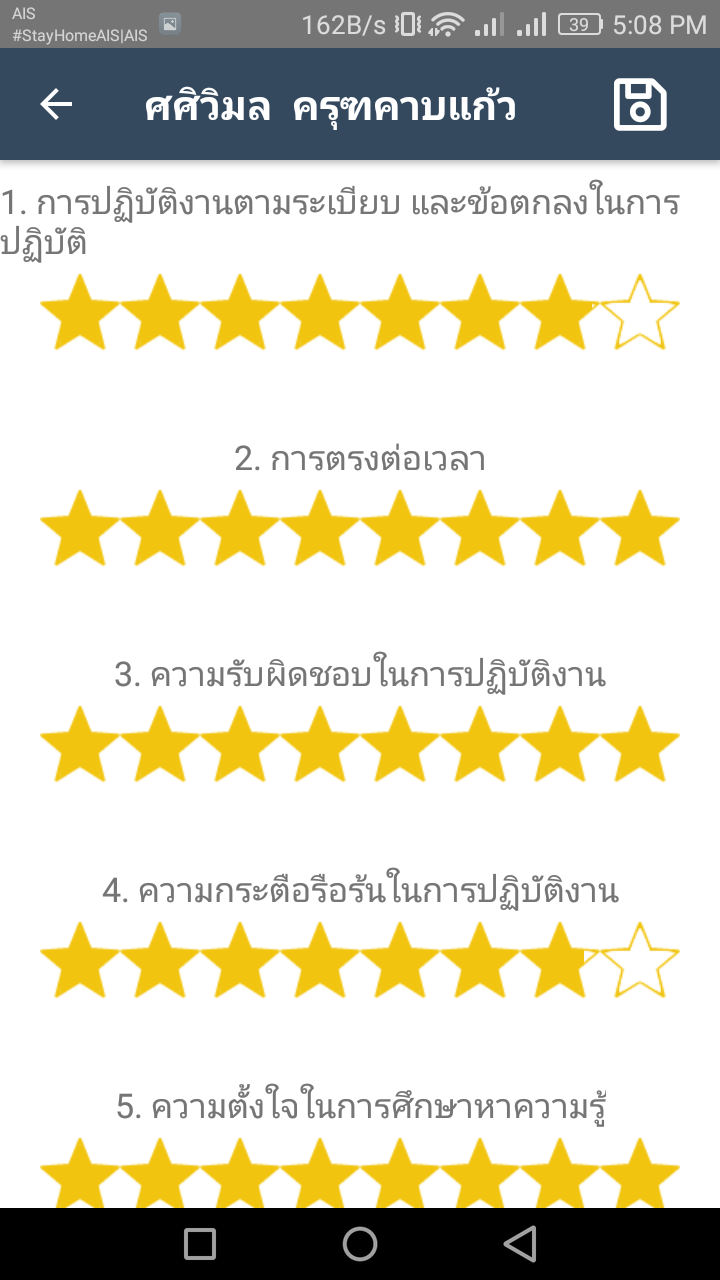 AIS
#StayHomeAIS|AIS
162B/s 39 5:08 PM
ศศิวิมล ครุฑคาบแก้ว
1. การปฏิบัติงานตามระเบียบ และข้อตกลงในการ
ปฏิบัติ
2. การตรงต่อเวลา
3. ความรับผิดชอบในการปฏิบัติงาน
4. ความกระตือรือร้นในการปฏิบัติงาน
5. ความตั้งใจในการศึกษาหาความรู้